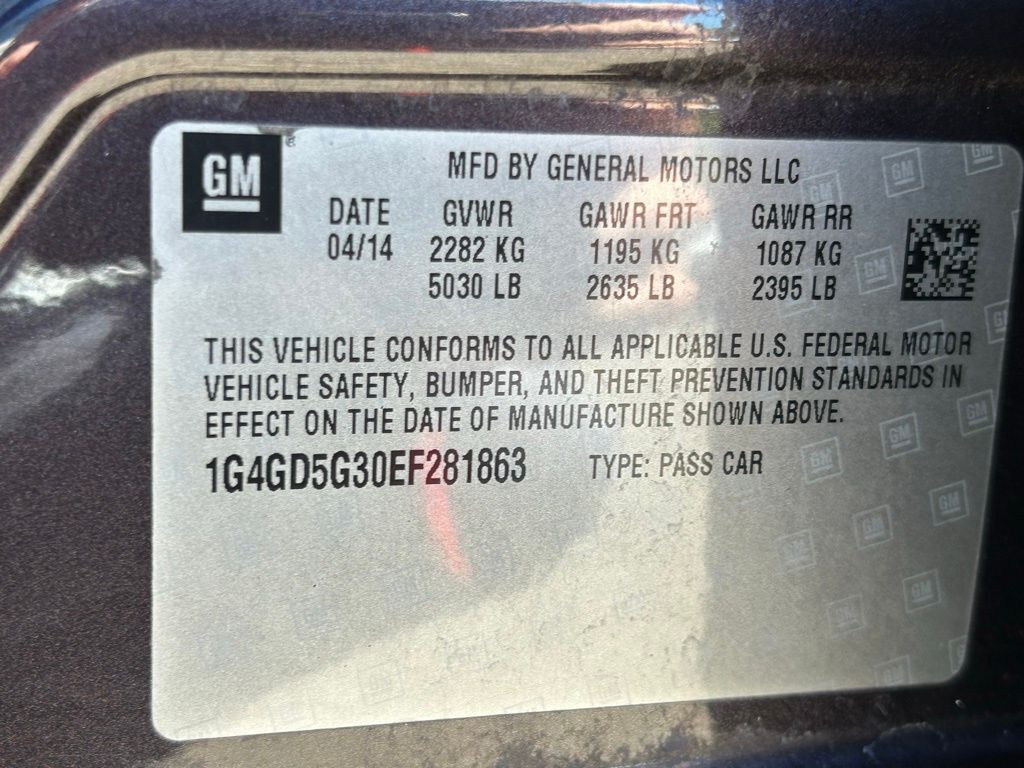 GM
MFD BY GENERAL MOTORS LLC
DATE GVWR GAWR FRT GAWR RR
04/14 2282 KG 1195 KG 1087 KG
5030 LB 2635 LB 2395 LB
THIS VEHICLE CONFORMS TO ALL APPLICABLE U.S. FEDERAL MOTOR
VEHICLE SAFETY, BUMPER, AND THEFT PREVENTION STANDARDS IN
EFFECT ON THE DATE OF MANUFACTURE SHOWN ABOVE.
1G4GD5G30EF281863 TYPE: PASS CAR